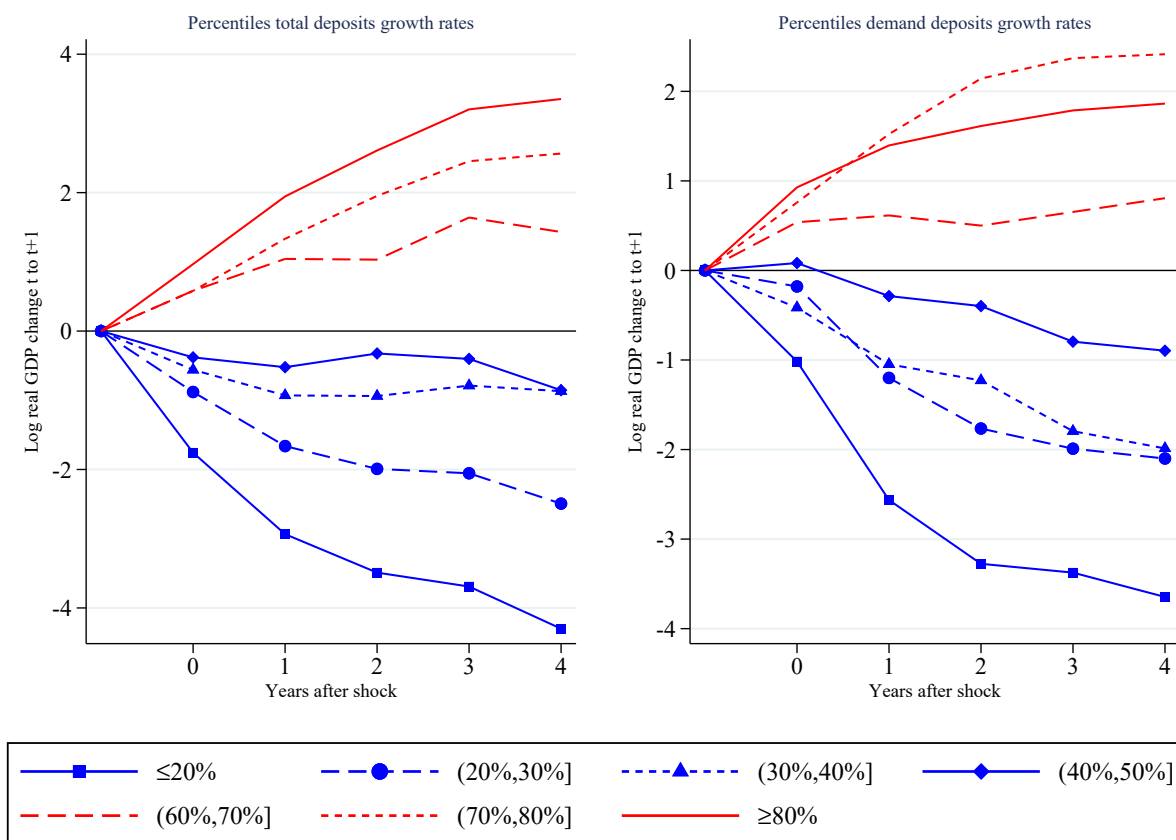 Percentiles total deposits growth rates
Log real GDP change t to t+1
4
2
0
-2
-4
0 1 2 3 4
Years after shock
Percentiles demand deposits growth rates
Log real GDP change t to t+1
2
1
0
-1
-2
-3
-4
0 1 2 3 4
Years after shock
≤20% (20%,30%] (30%,40%] (40%,50%]
(60%,70%] (70%,80%] ≥80%